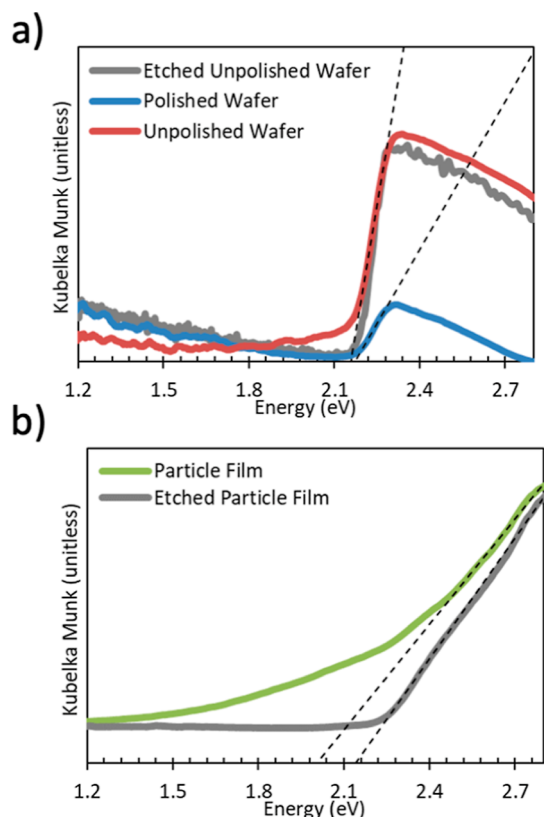 a)
Etched Unpolished Wafer
Polished Wafer
Unpolished Wafer
Kubelka Munk (unitless)
1.2 1.5 1.8 2.1 2.4 2.7
Energy (eV)
b)
Particle Film
Etched Particle Film
Kubelka Munk (unitless)
1.2 1.5 1.8 2.1 2.4 2.7
Energy (eV)